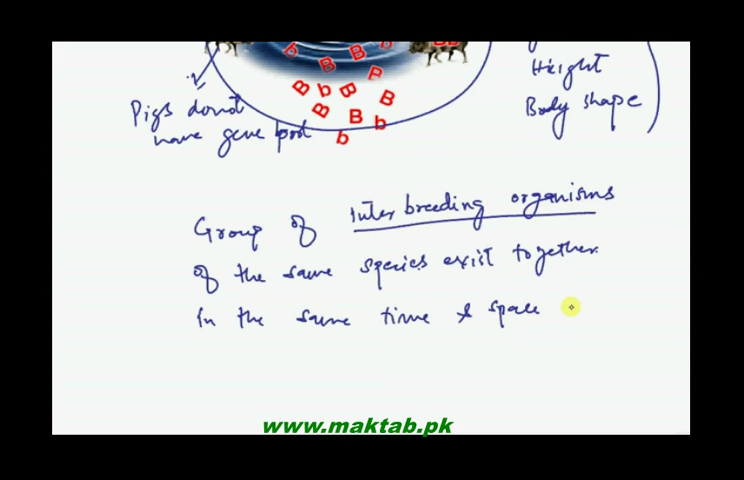 b B B b Bb
B b B P B
B B b
b
Height
Body shape
Pigs donot
have gene pool
Group of Inter breeding organisms
of the same species exist together
in the same time & space
www.maktab.pk